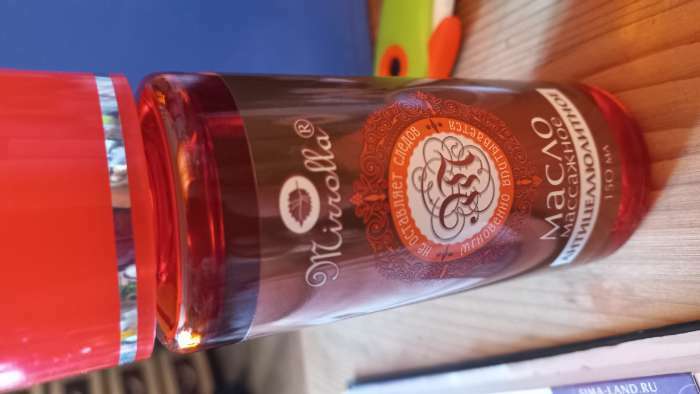 Mirrolla®
не оставляет следов
мгновенно впитывается
Масло
массажное
антицеллюлитное
150 мл
SIMA-LAND.RU